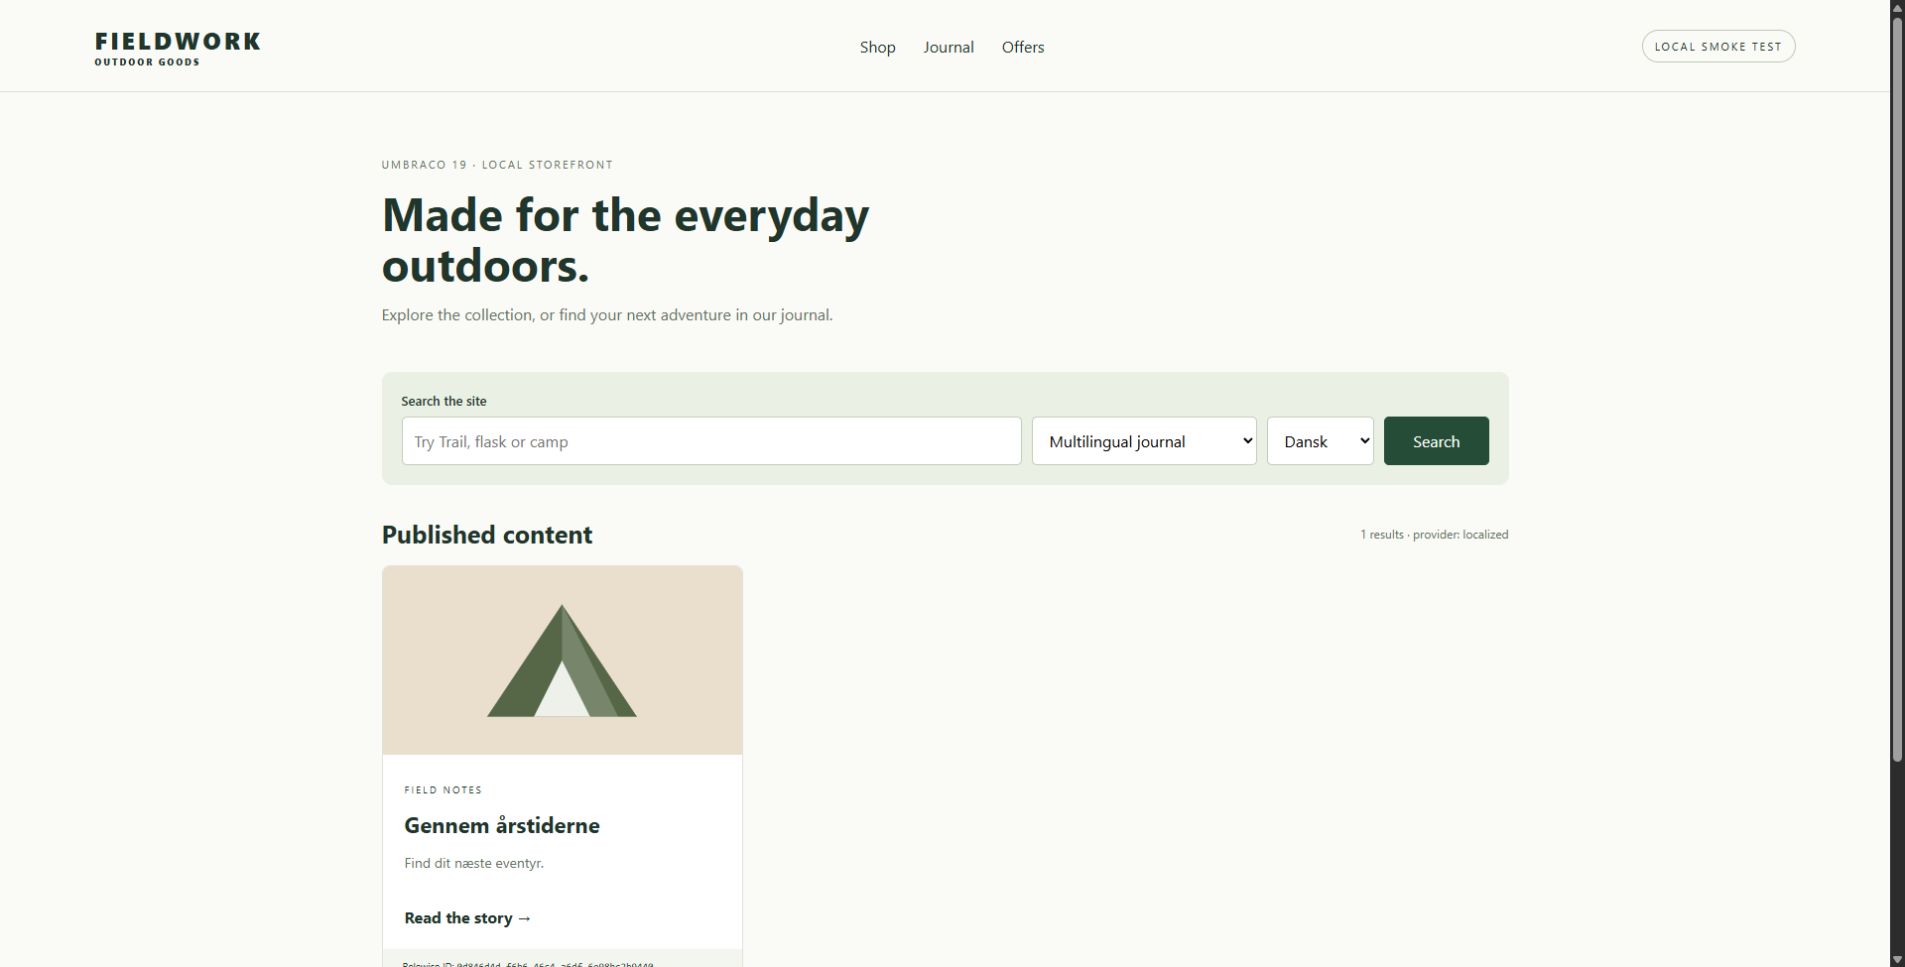 FIELDWORK
OUTDOOR GOODS
Shop
Journal
Offers
LOCAL SMOKE TEST
UMBRACO 19 · LOCAL STOREFRONT
Made for the everyday
outdoors.
Explore the collection, or find your next adventure in our journal.
Search the site
Try Trail, flask or camp
Multilingual journal
Dansk
Search
Published content
1 results · provider: localized
FIELD NOTES
Gennem årstiderne
Find dit næste eventyr.
Read the story →